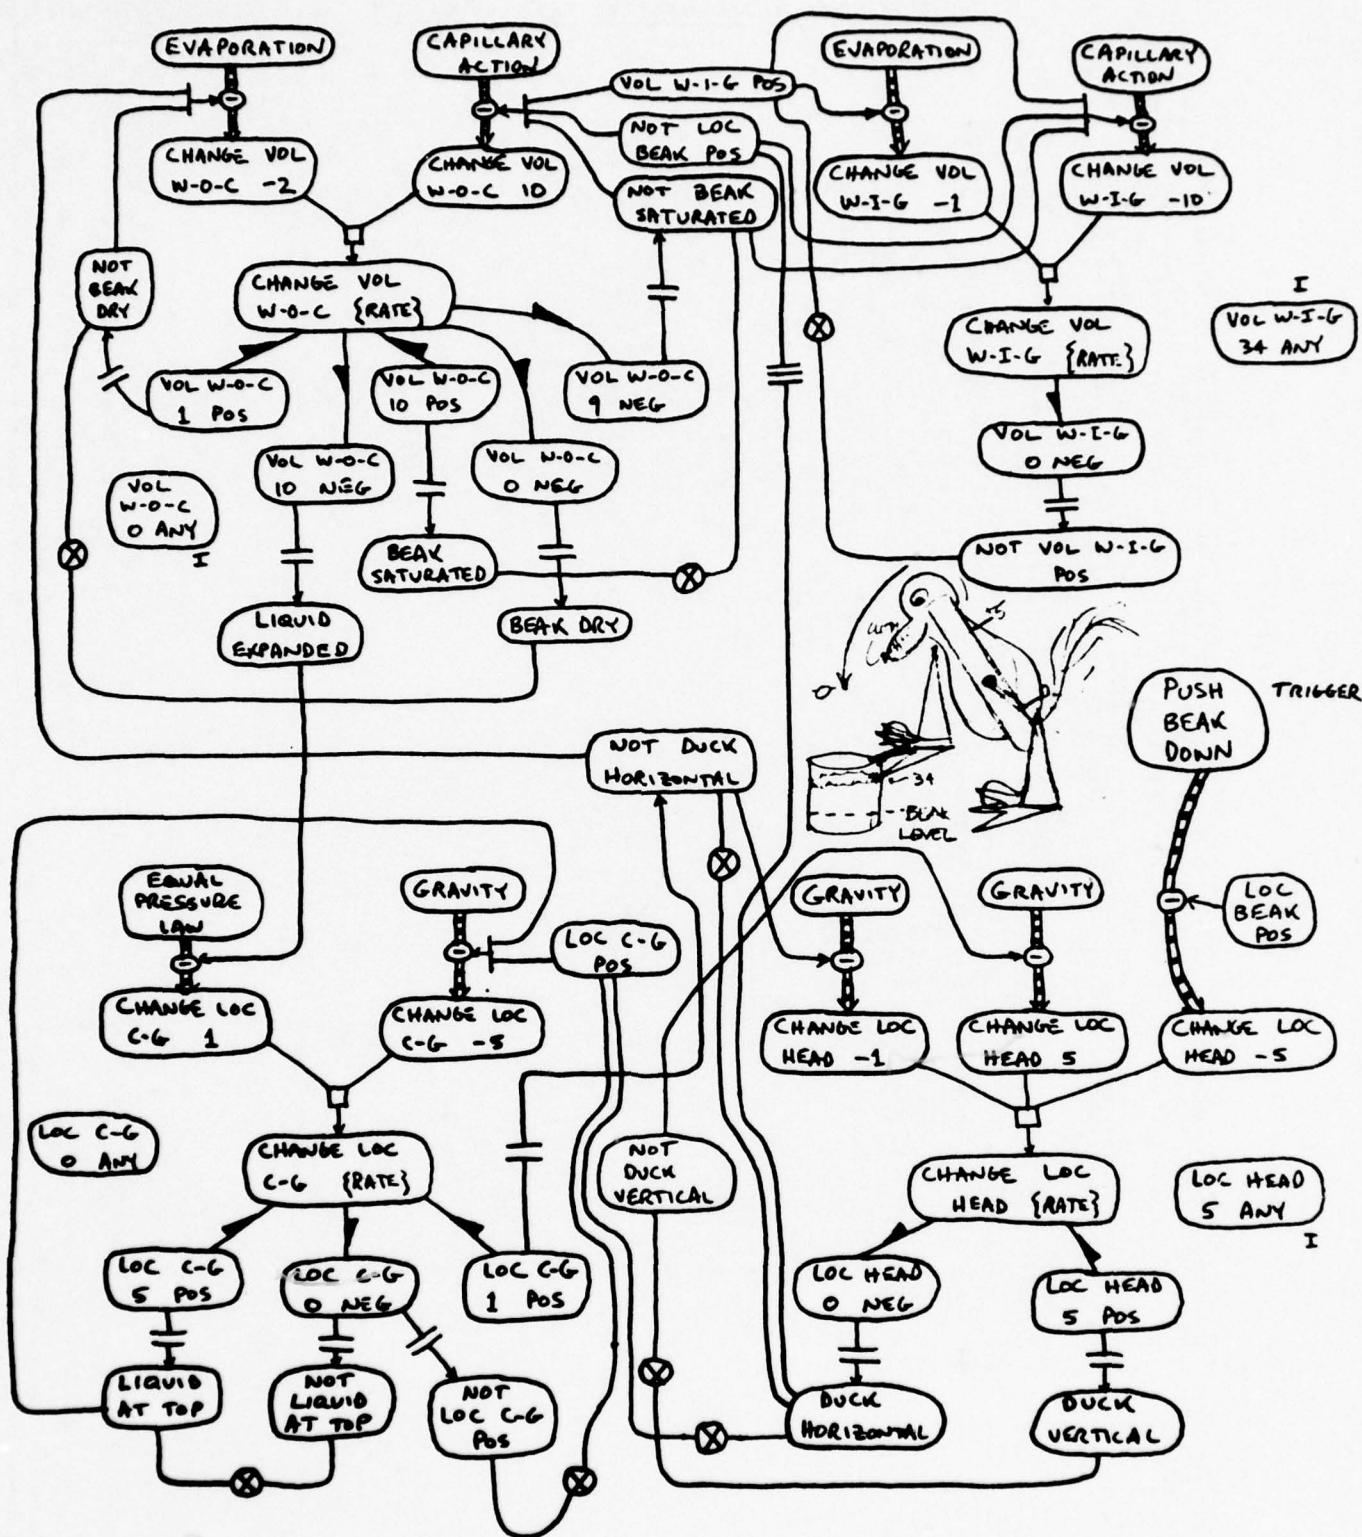 EVAPORATION
CAPILLARY
ACTION
VOL W-I-G POS
EVAPORATION
CAPILLARY
ACTION
CHANGE VOL
W-O-C -2
CHANGE VOL
W-O-C 10
NOT LOC
BEAK POS
NOT BEAK
SATURATED
CHANGE VOL
W-I-G -1
CHANGE VOL
W-I-G -10
NOT
BEAK
DRY
CHANGE VOL
W-O-C {RATE}
CHANGE VOL
W-I-G {RATE}
I
VOL W-I-G
34 ANY
VOL W-O-C
1 POS
VOL W-O-C
10 POS
VOL W-O-C
9 NEG
VOL W-O-C
10 NEG
VOL W-O-C
0 NEG
VOL W-I-G
0 NEG
VOL
W-O-C
0 ANY
I
BEAK
SATURATED
NOT VOL W-I-G
POS
LIQUID
EXPANDED
BEAK DRY
PUSH
BEAK
DOWN
TRIGGER
NOT DUCK
HORIZONTAL
34
BEAK
LEVEL
EQUAL
PRESSURE
LAW
GRAVITY
LOC C-G
POS
GRAVITY
GRAVITY
LOC
BEAK
POS
CHANGE LOC
C-G 1
CHANGE LOC
C-G -5
CHANGE LOC
HEAD -1
CHANGE LOC
HEAD 5
CHANGE LOC
HEAD -5
LOC C-G
0 ANY
CHANGE LOC
C-G {RATE}
NOT
DUCK
VERTICAL
CHANGE LOC
HEAD {RATE}
LOC HEAD
5 ANY
I
LOC C-G
5 POS
LOC C-G
0 NEG
LOC C-G
1 POS
LOC HEAD
0 NEG
LOC HEAD
5 POS
LIQUID
AT TOP
NOT
LIQUID
AT TOP
NOT
LOC C-G
POS
DUCK
HORIZONTAL
DUCK
VERTICAL